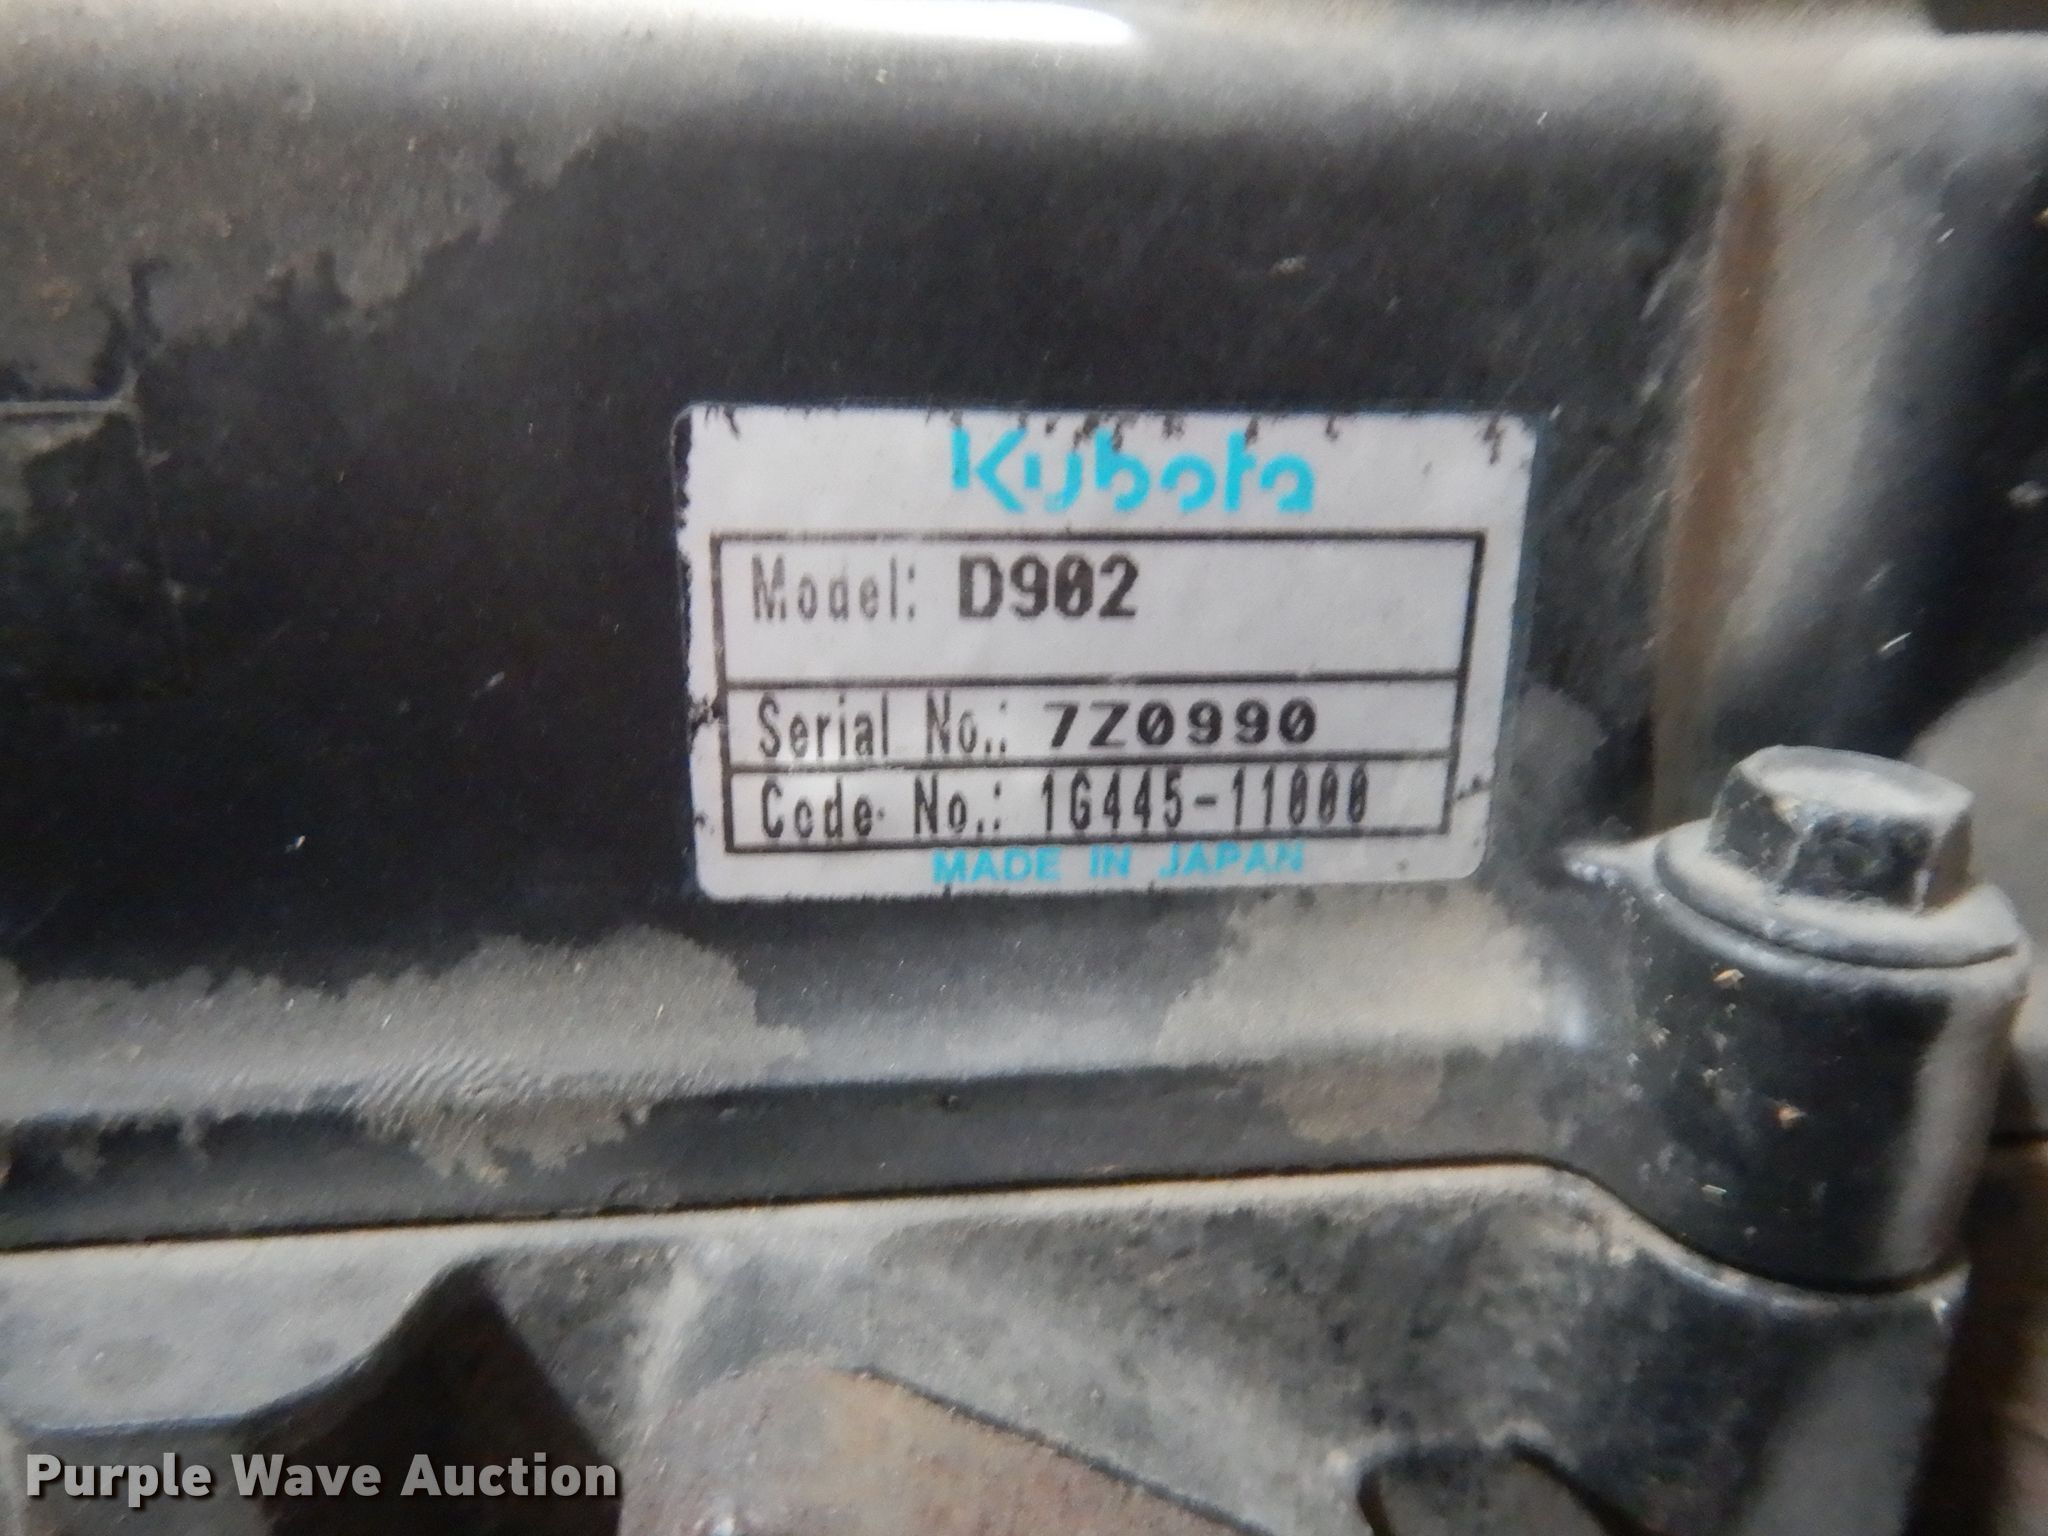 Kubota
Model: D902
Serial No.: 7Z0990
Code No.: 1G445-11000
MADE IN JAPAN
Purple Wave Auction